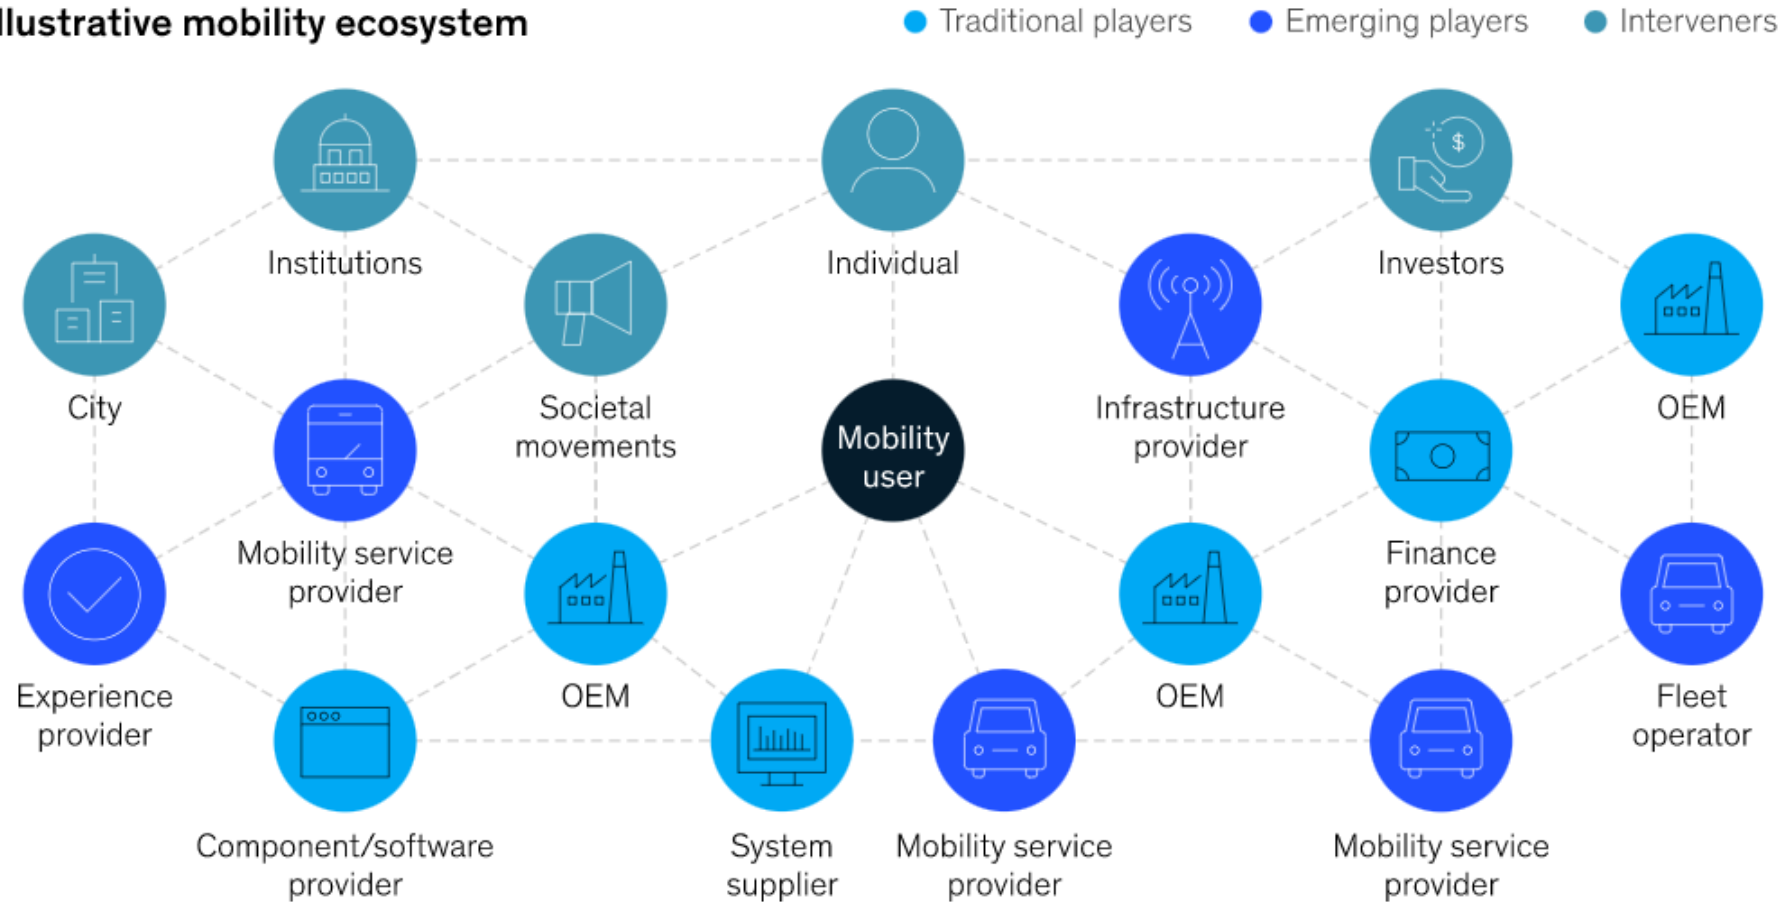 llustrative mobility ecosystem
Traditional players
Emerging players
Interveners
$
Institutions
Individual
Investors
City
Societal
movements
Mobility
user
Infrastructure
provider
OEM
Mobility service
provider
Finance
provider
Experience
provider
OEM
OEM
Fleet
operator
Component/software
provider
System
supplier
Mobility service
provider
Mobility service
provider